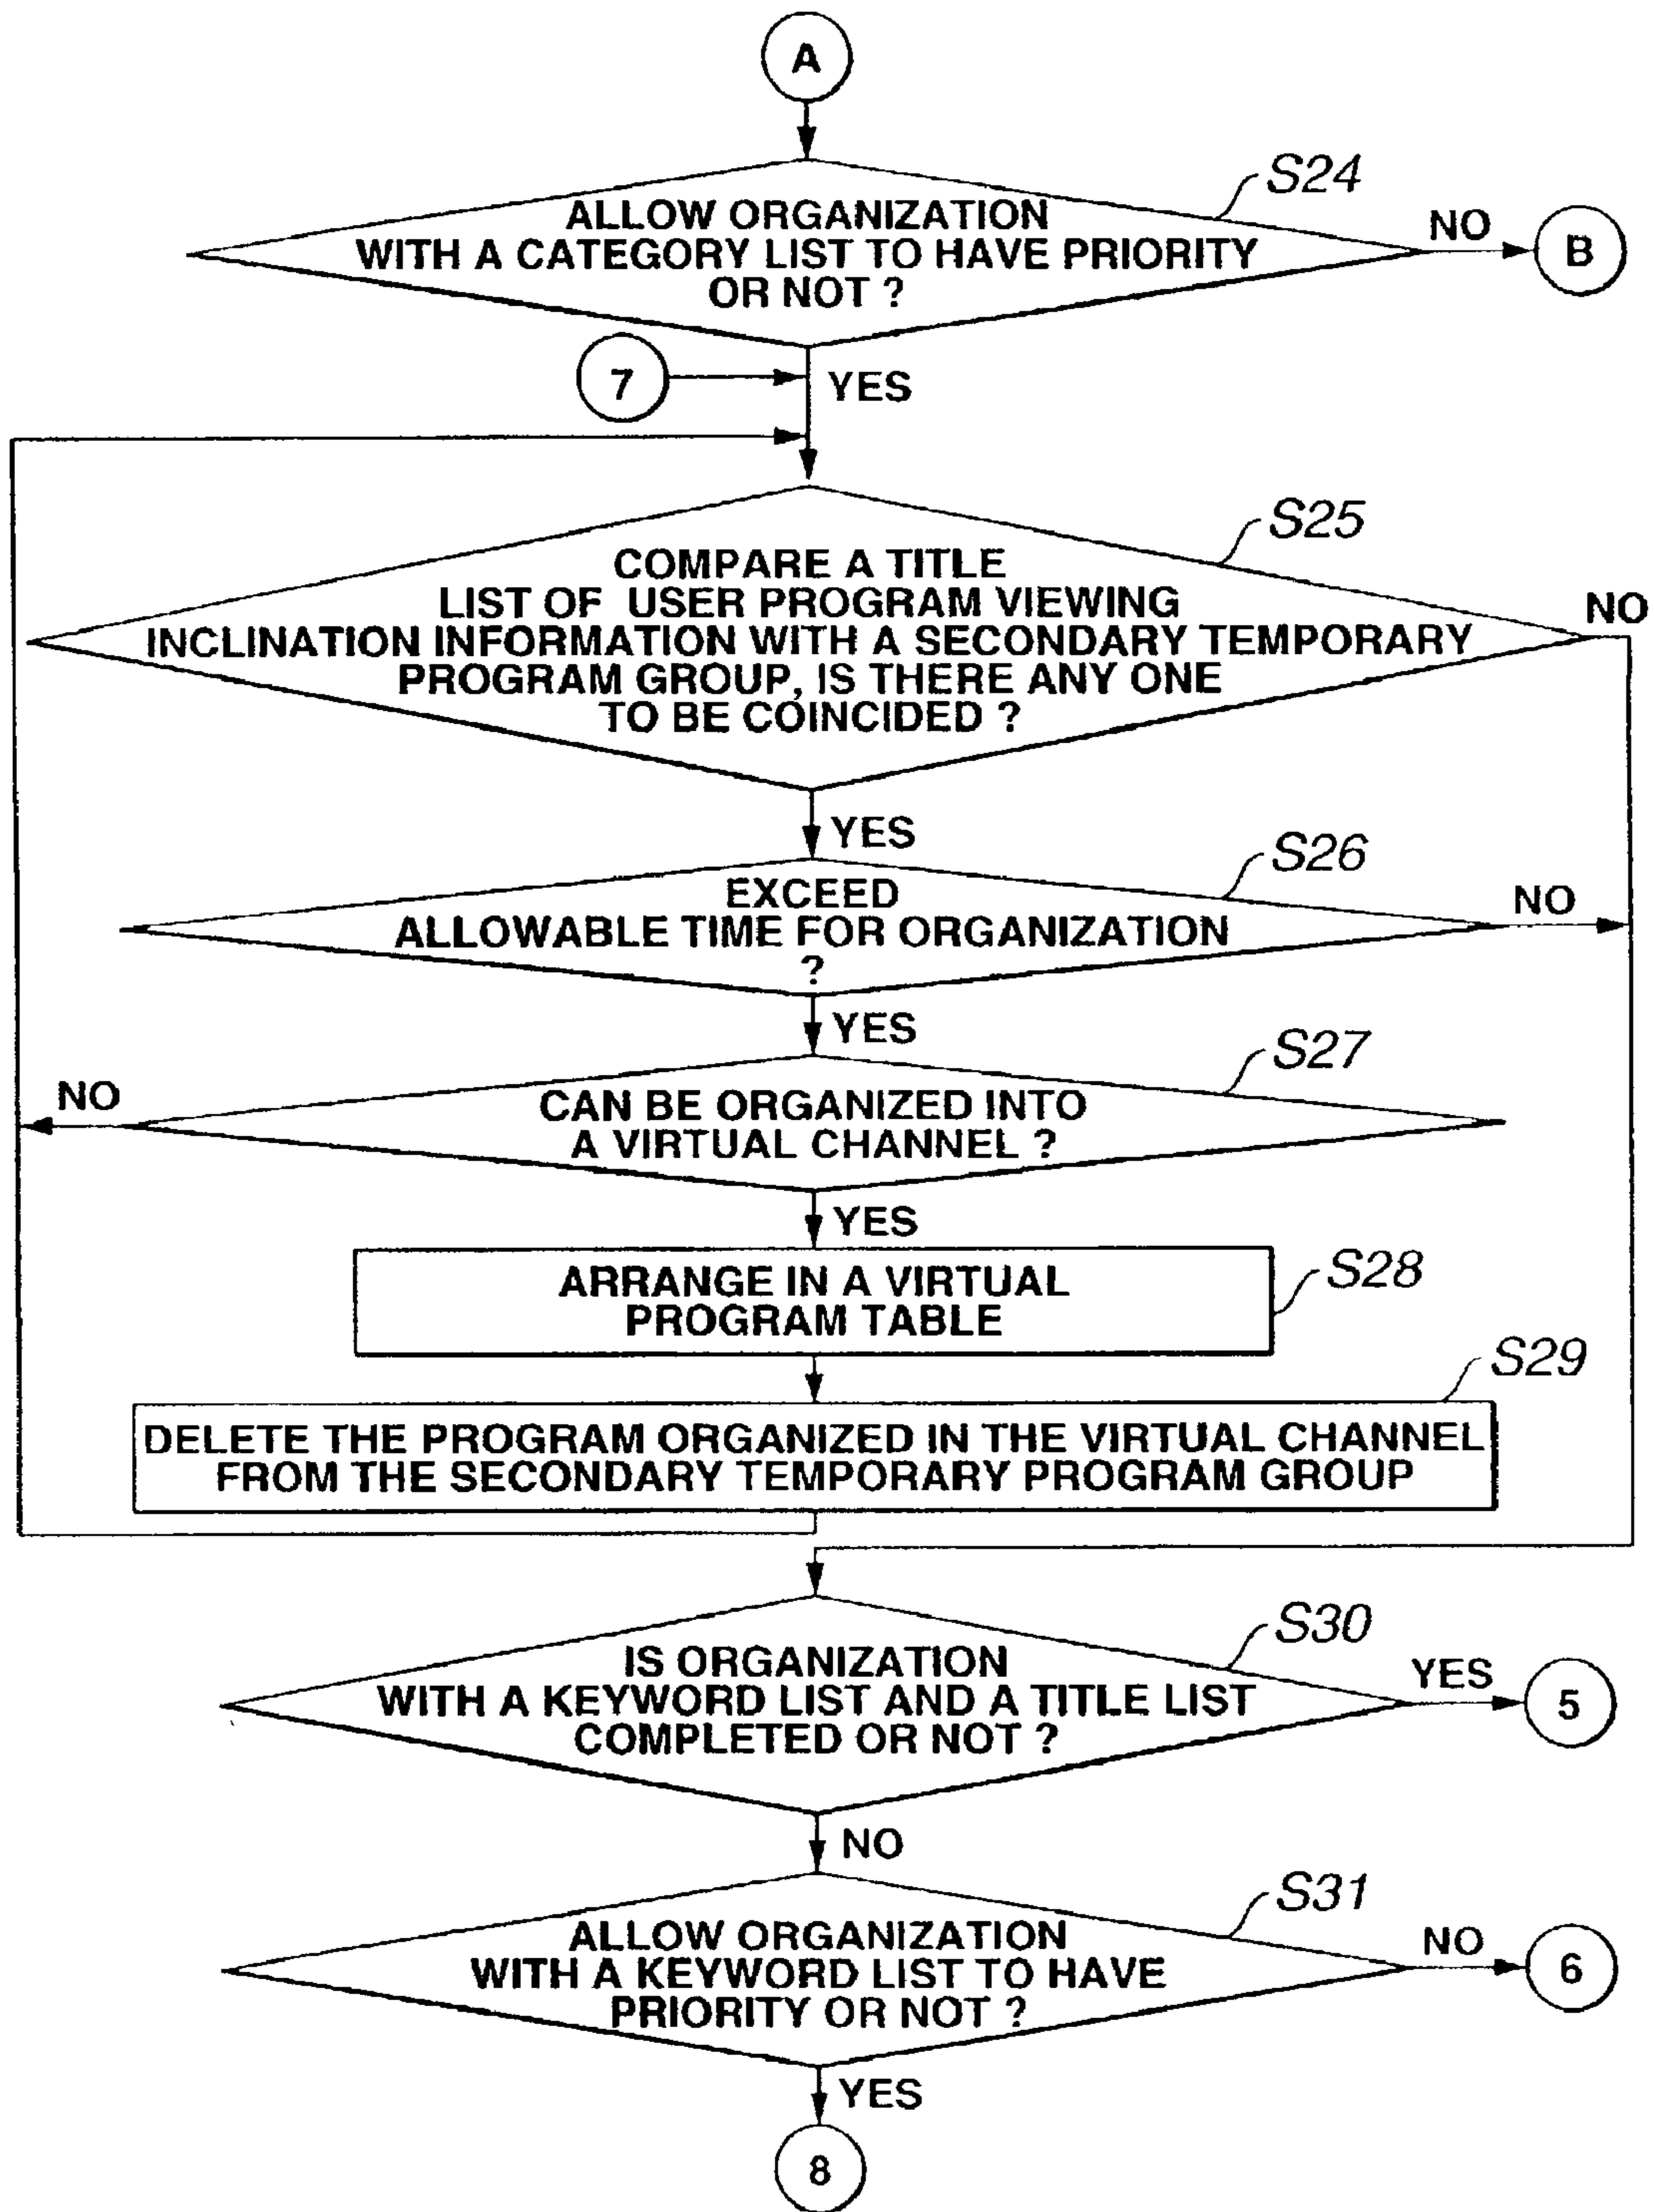 A
S24
ALLOW ORGANIZATION
WITH A CATEGORY LIST TO HAVE PRIORITY
OR NOT ?
NO
B
7
YES
S25
COMPARE A TITLE
LIST OF USER PROGRAM VIEWING
INCLINATION INFORMATION WITH A SECONDARY TEMPORARY
PROGRAM GROUP, IS THERE ANY ONE
TO BE COINCIDED ?
NO
YES
S26
EXCEED
ALLOWABLE TIME FOR ORGANIZATION
?
NO
YES
S27
CAN BE ORGANIZED INTO
A VIRTUAL CHANNEL ?
NO
YES
S28
ARRANGE IN A VIRTUAL
PROGRAM TABLE
S29
DELETE THE PROGRAM ORGANIZED IN THE VIRTUAL CHANNEL
FROM THE SECONDARY TEMPORARY PROGRAM GROUP
S30
IS ORGANIZATION
WITH A KEYWORD LIST AND A TITLE LIST
COMPLETED OR NOT ?
YES
5
NO
S31
ALLOW ORGANIZATION
WITH A KEYWORD LIST TO HAVE
PRIORITY OR NOT ?
NO
6
YES
8